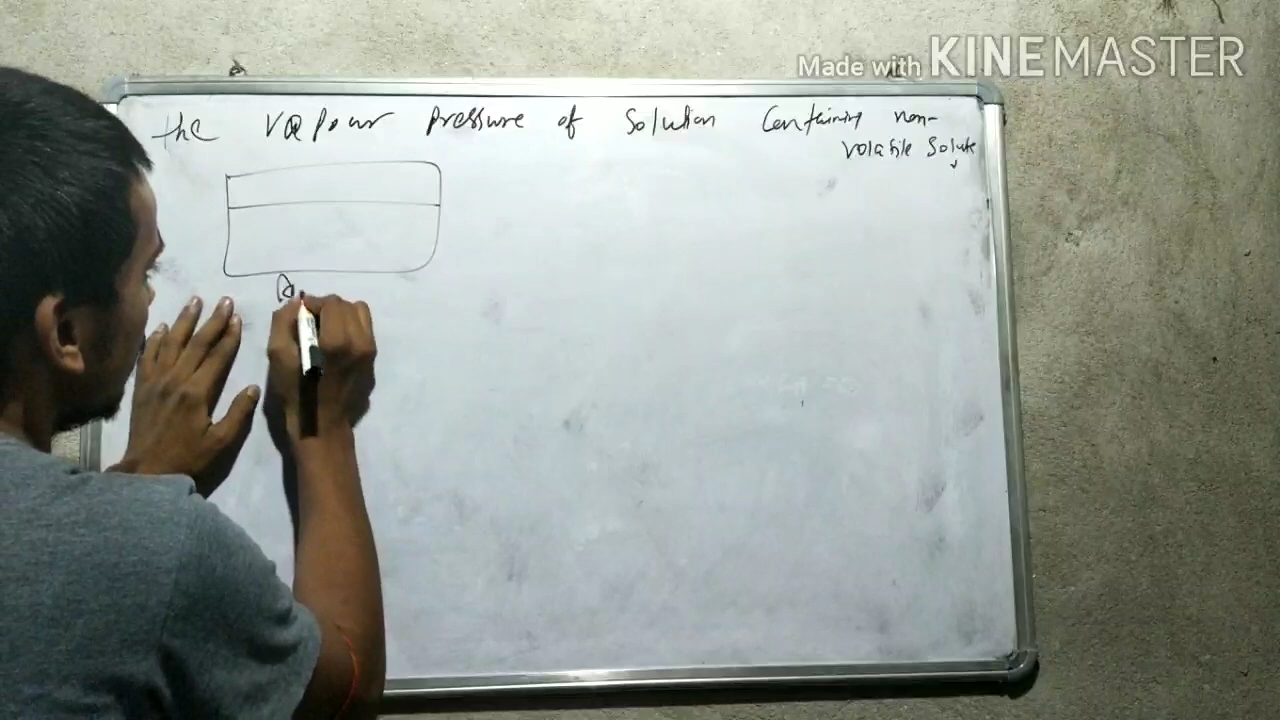 Made with KINEMASTER
the vapour pressure of solution containing non-
volatile solute
A